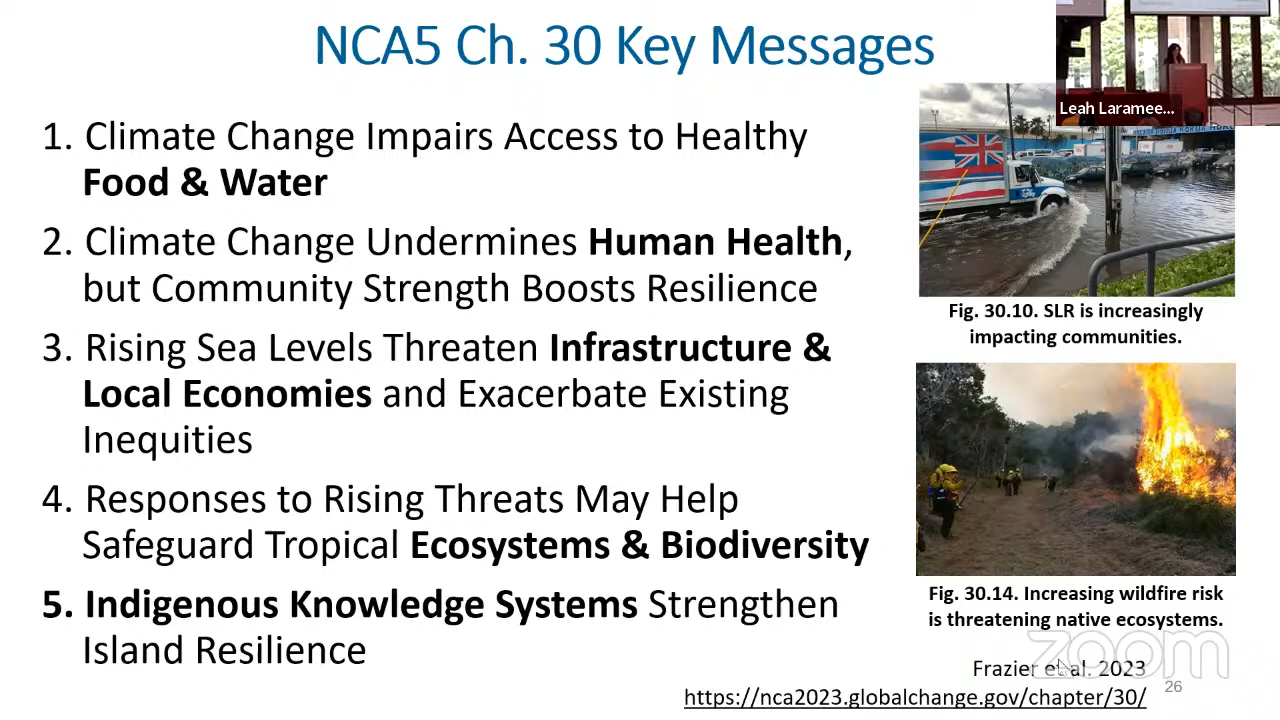 NCA5 Ch. 30 Key Messages
1. Climate Change Impairs Access to Healthy
Food & Water
2. Climate Change Undermines Human Health,
but Community Strength Boosts Resilience
3. Rising Sea Levels Threaten Infrastructure &
Local Economies and Exacerbate Existing
Inequities
4. Responses to Rising Threats May Help
Safeguard Tropical Ecosystems & Biodiversity
5. Indigenous Knowledge Systems Strengthen
Island Resilience
Leah Laramee...
Fig. 30.10. SLR is increasingly
impacting communities.
Fig. 30.14. Increasing wildfire risk
is threatening native ecosystems.
zoom
Frazier et al. 2023
https://nca2023.globalchange.gov/chapter/30/
26